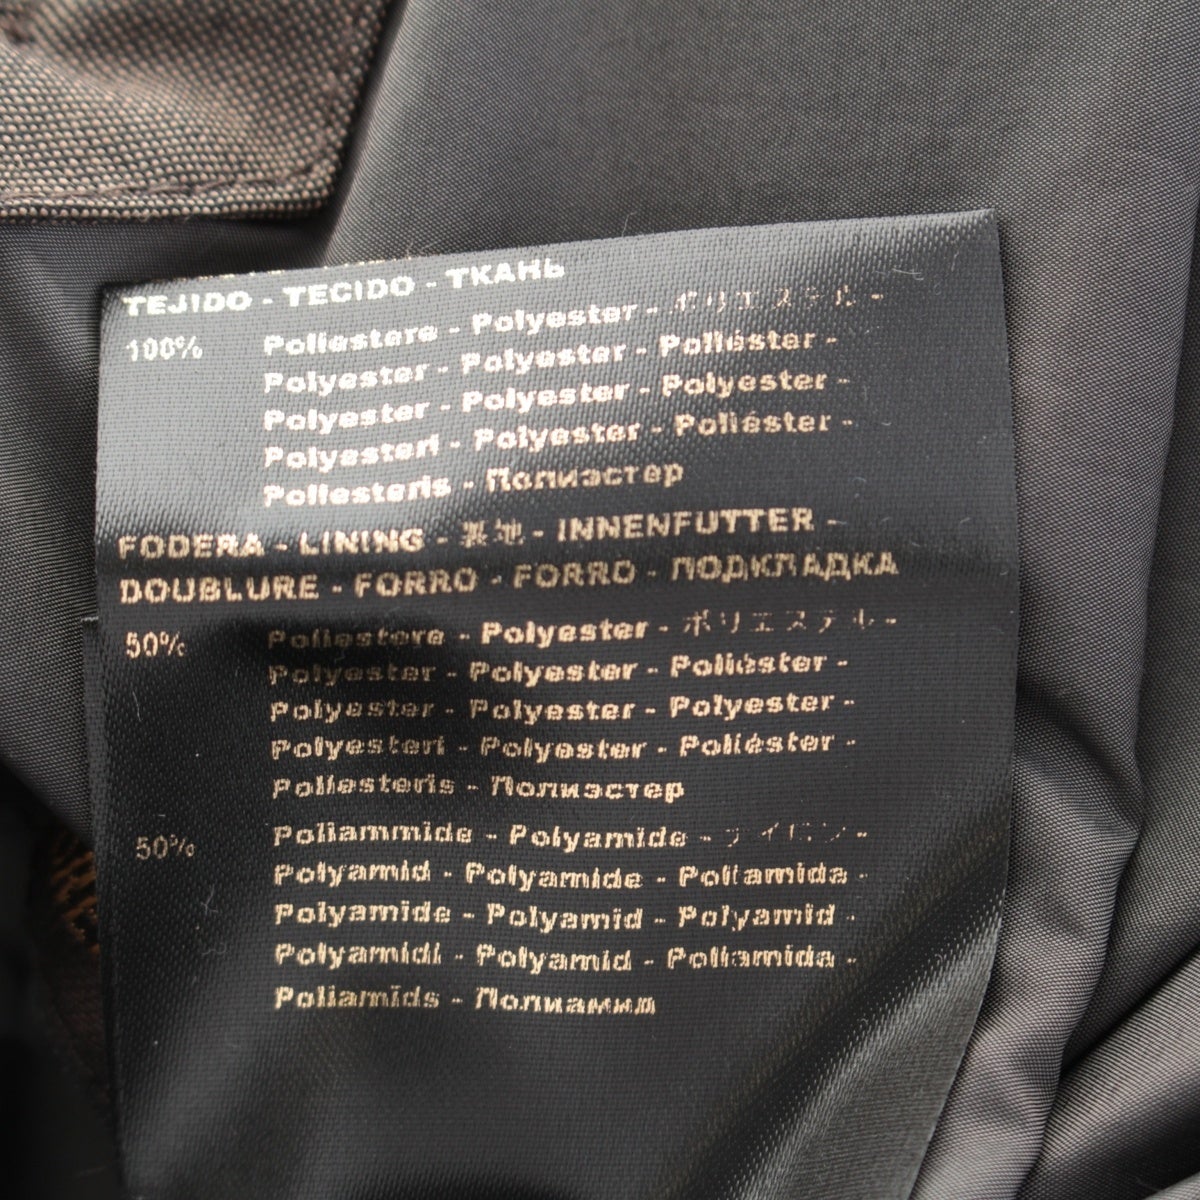 TEJIDO - TECIDO - ТКАНЬ
100% Poliestere - Polyester - ポリエステル -
Polyester - Polyester - Poliéster -
Polyester - Polyester - Polyester -
Polyesteri - Polyester - Poliéster -
Poliesteris - Полиэстер
FODERA - LINING - 裏地 - INNENFUTTER -
DOUBLURE - FORRO - FORRO - ПОДКЛАДКА
50% Poliestere - Polyester - ポリエステル -
Polyester - Polyester - Poliéster -
Polyester - Polyester - Polyester -
Polyesteri - Polyester - Poliéster -
Poliesteris - Полиэстер
50% Poliammide - Polyamide - ナイロン -
Polyamid - Polyamide - Poliamida -
Polyamide - Polyamid - Polyamid -
Polyamidi - Polyamid - Poliamida -
Poliamīds - Полиамид